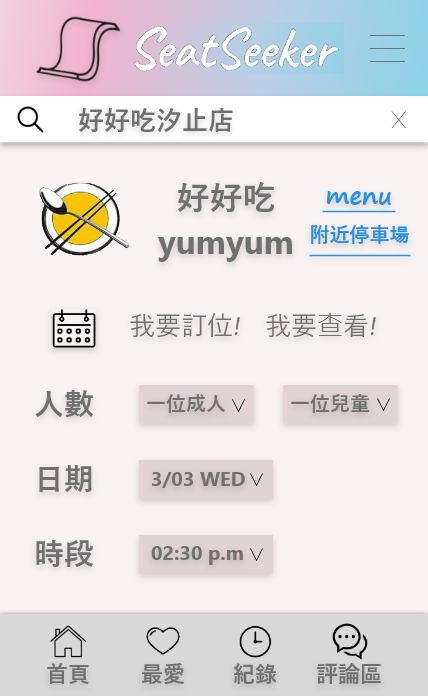 SeatSeeker
好好吃汐止店
好好吃
yumyum
menu
附近停車場
我要訂位! 我要查看!
人數 一位成人 一位兒童
日期 3/03 WED
時段 02:30 p.m
首頁 最愛 紀錄 評論區